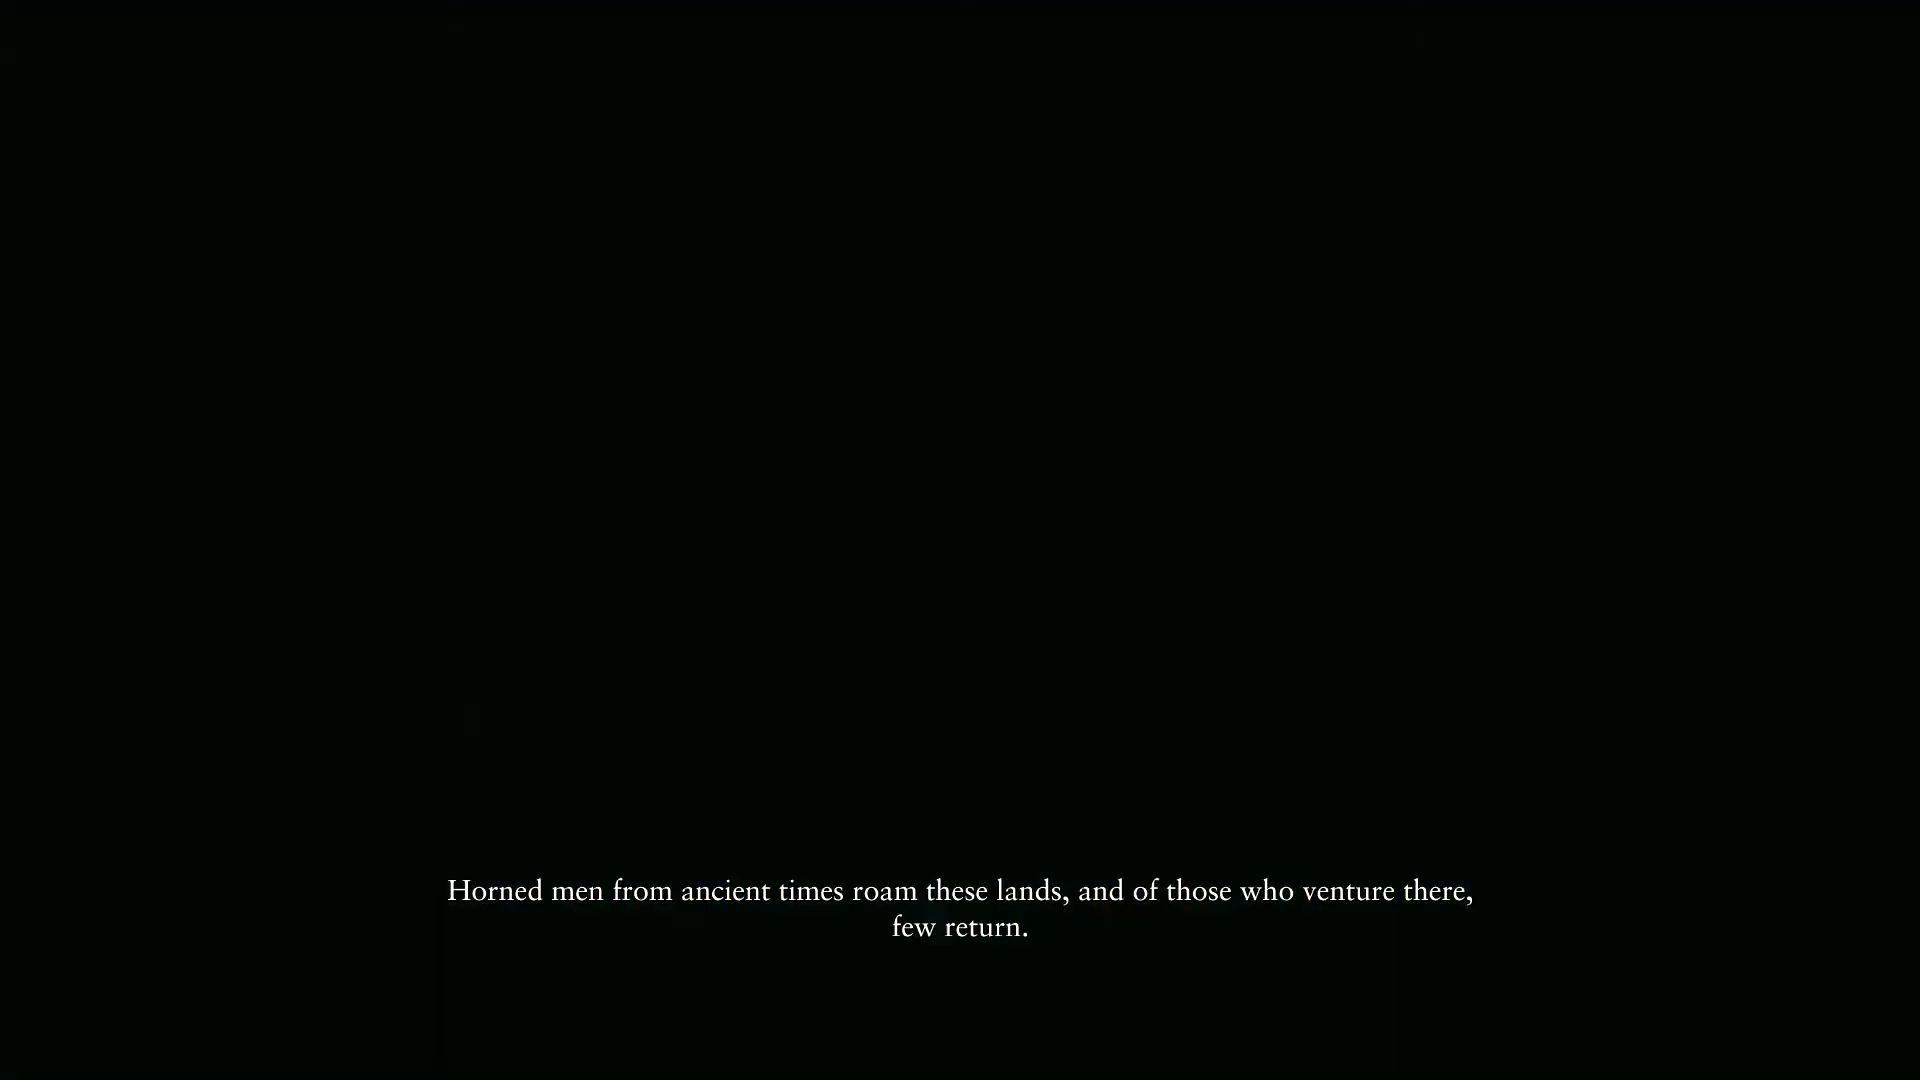 Horned men from ancient times roam these lands, and of those who venture there,
few return.